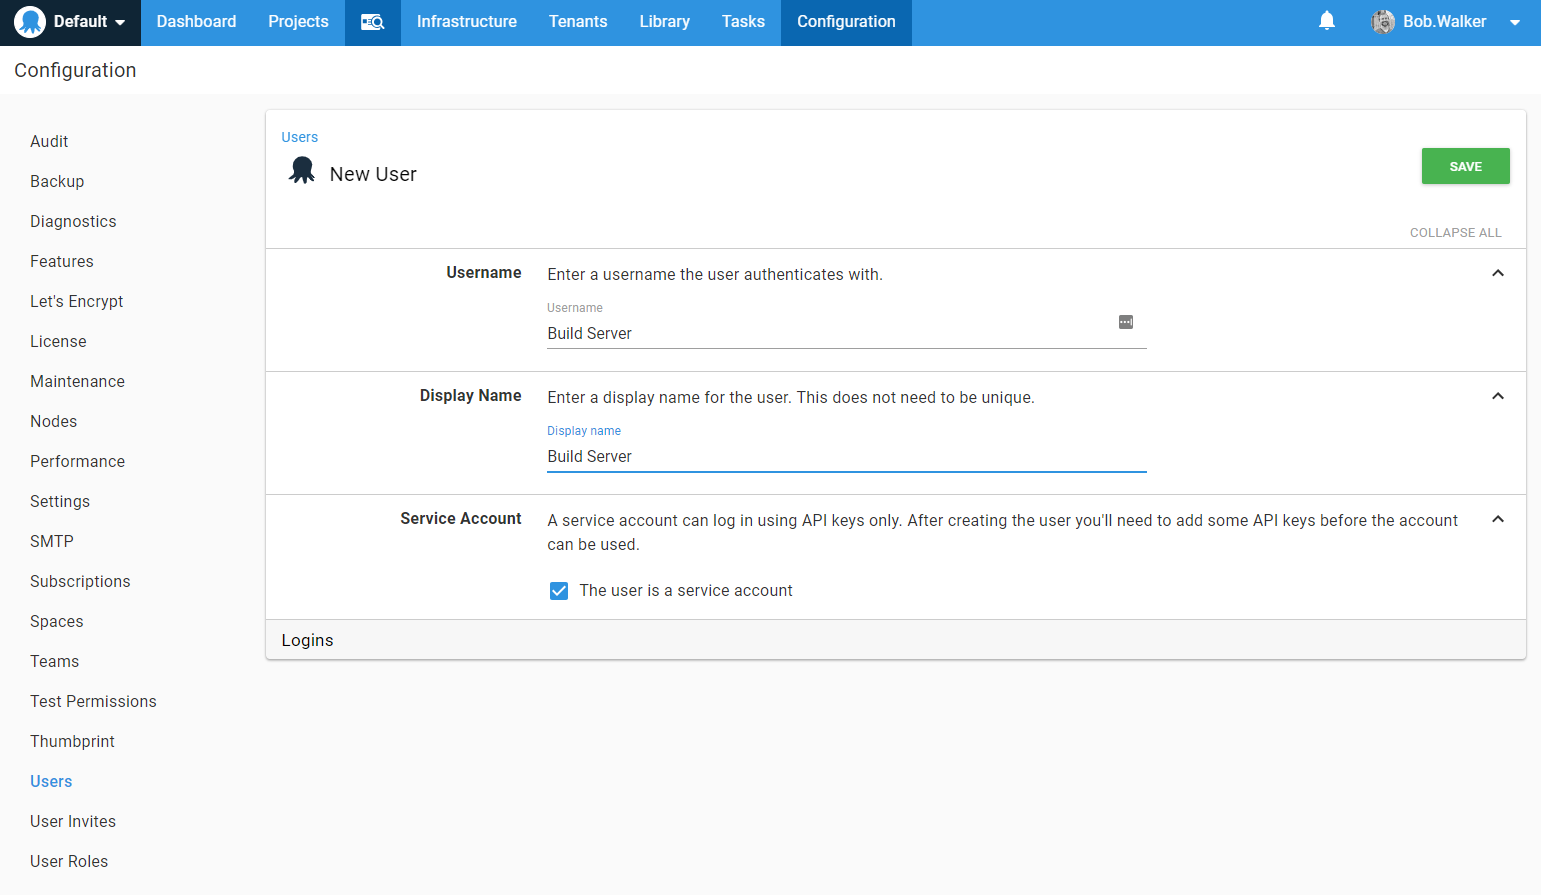 Default
Dashboard
Projects
Infrastructure
Tenants
Library
Tasks
Configuration
Bob.Walker
Configuration
Audit
Backup
Diagnostics
Features
Let's Encrypt
License
Maintenance
Nodes
Performance
Settings
SMTP
Subscriptions
Spaces
Teams
Test Permissions
Thumbprint
Users
User Invites
User Roles
Users
New User
SAVE
COLLAPSE ALL
Username
Enter a username the user authenticates with.
Username
Build Server
Display Name
Enter a display name for the user. This does not need to be unique.
Display name
Build Server
Service Account
A service account can log in using API keys only. After creating the user you'll need to add some API keys before the account
can be used.
The user is a service account
Logins